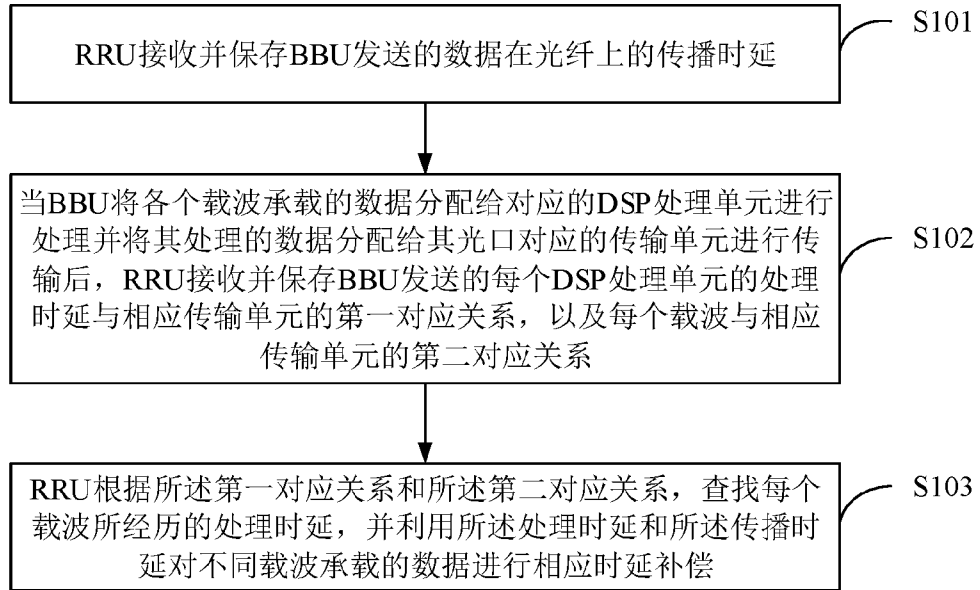 RRU接收并保存BBU发送的数据在光纤上的传播时延
S101
当BBU将各个载波承载的数据分配给对应的DSP处理单元进行
处理并将其处理的数据分配给其光口对应的传输单元进行传
输后，RRU接收并保存BBU发送的每个DSP处理单元的处理
时延与相应传输单元的第一对应关系，以及每个载波与相应
传输单元的第二对应关系
S102
RRU根据所述第一对应关系和所述第二对应关系，查找每个
载波所经历的处理时延，并利用所述处理时延和所述传播时
延对不同载波承载的数据进行相应时延补偿
S103